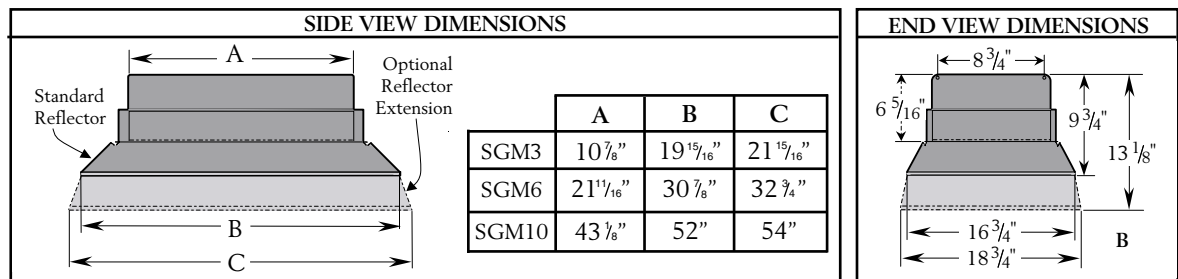 SIDE VIEW DIMENSIONS
A
Standard
Reflector
Optional
Reflector
Extension
B
C
A B C
SGM3 10 ⅞” 19 ¹⁵/₁₆” 21 ¹⁵/₁₆”
SGM6 21 ¹¹/₁₆” 30 ⅞” 32 ¾”
SGM10 43 ⅛” 52” 54”
END VIEW DIMENSIONS
8 3/4"
6 5/16"
9 3/4"
13 1/8"
16 3/4"
B
18 3/4"